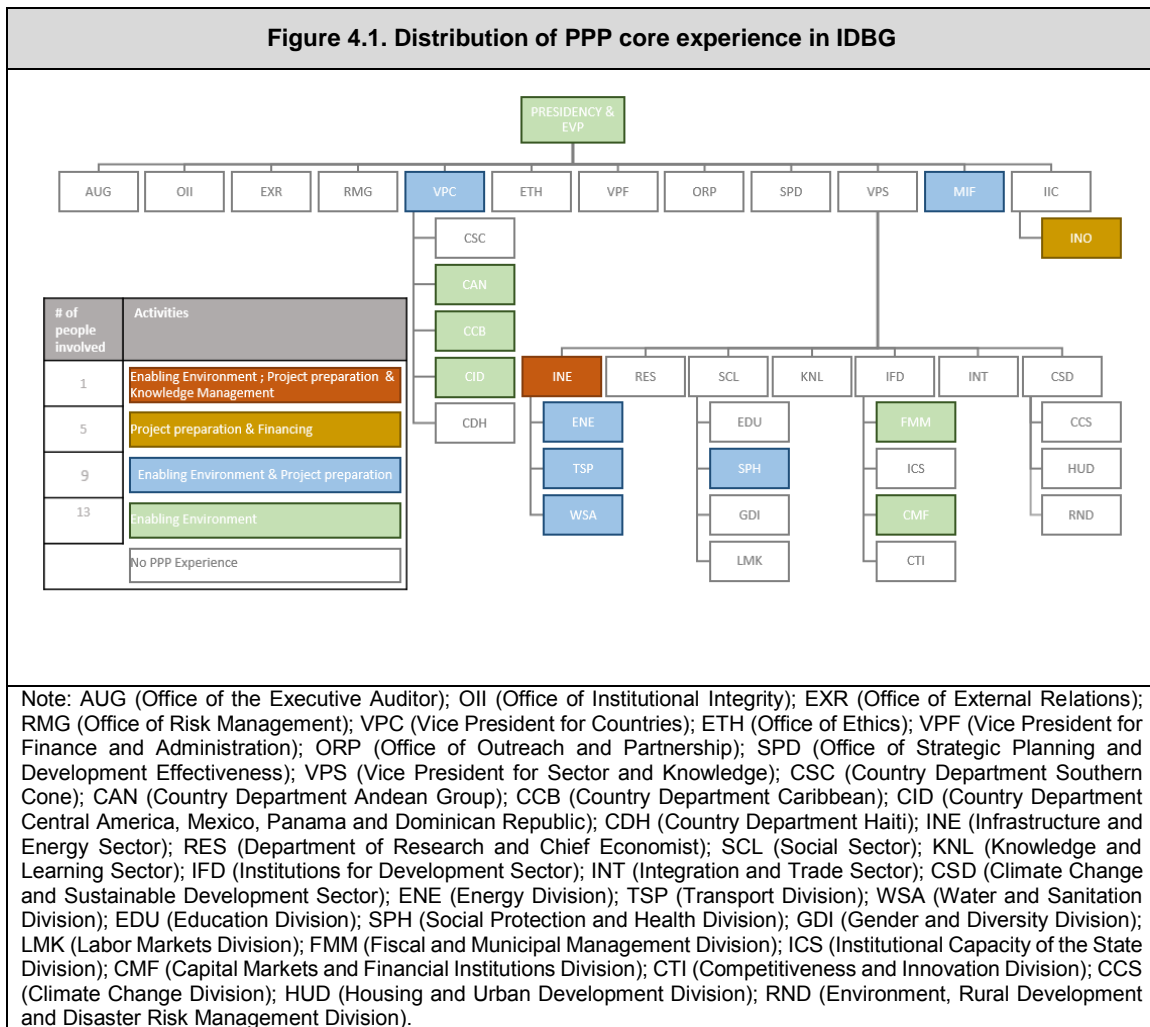 Figure 4.1. Distribution of PPP core experience in IDBG
PRESIDENCY &
EVP
AUG OII EXR RMG VPC ETH VPF ORP SPD VPS MIF IIC
CSC
CAN
CCB
CID
CDH
INO
# of
people
involved
Activities
1
Enabling Environment ; Project preparation &
Knowledge Management
5
Project preparation & Financing
9
Enabling Environment & Project preparation
13
Enabling Environment
No PPP Experience
INE RES SCL KNL IFD INT CSD
ENE EDU FMM CCS
TSP SPH ICS HUD
WSA GDI CMF RND
LMK CTI
Note: AUG (Office of the Executive Auditor); OII (Office of Institutional Integrity); EXR (Office of External Relations);
RMG (Office of Risk Management); VPC (Vice President for Countries); ETH (Office of Ethics); VPF (Vice President for
Finance and Administration); ORP (Office of Outreach and Partnership); SPD (Office of Strategic Planning and
Development Effectiveness); VPS (Vice President for Sector and Knowledge); CSC (Country Department Southern
Cone); CAN (Country Department Andean Group); CCB (Country Department Caribbean); CID (Country Department
Central America, Mexico, Panama and Dominican Republic); CDH (Country Department Haiti); INE (Infrastructure and
Energy Sector); RES (Department of Research and Chief Economist); SCL (Social Sector); KNL (Knowledge and
Learning Sector); IFD (Institutions for Development Sector); INT (Integration and Trade Sector); CSD (Climate Change
and Sustainable Development Sector); ENE (Energy Division); TSP (Transport Division); WSA (Water and Sanitation
Division); EDU (Education Division); SPH (Social Protection and Health Division); GDI (Gender and Diversity Division);
LMK (Labor Markets Division); FMM (Fiscal and Municipal Management Division); ICS (Institutional Capacity of the State
Division); CMF (Capital Markets and Financial Institutions Division); CTI (Competitiveness and Innovation Division); CCS
(Climate Change Division); HUD (Housing and Urban Development Division); RND (Environment, Rural Development
and Disaster Risk Management Division).